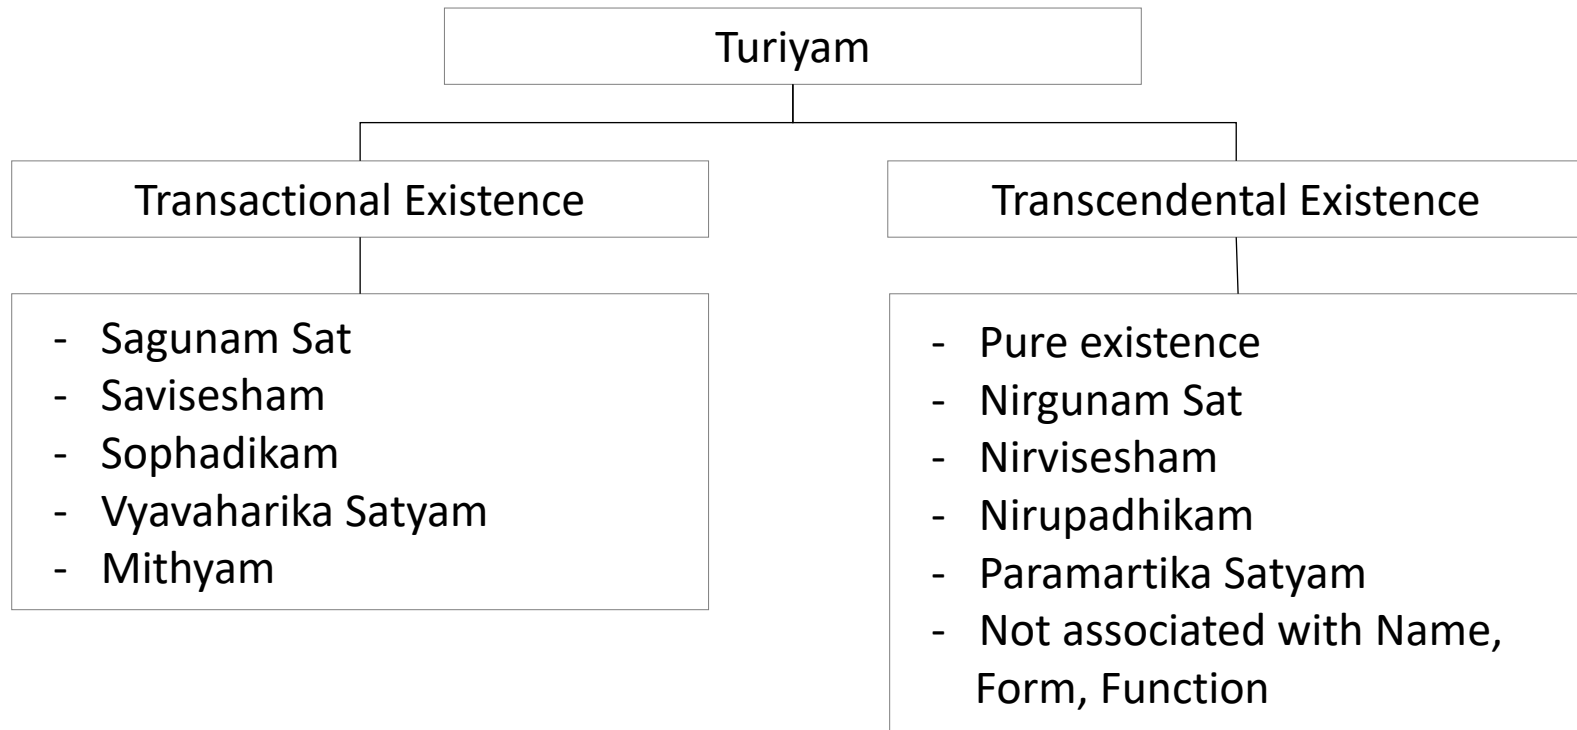 Turiyam
Transactional Existence
- Sagunam Sat
- Savisesham
- Sophadikam
- Vyavaharika Satyam
- Mithyam
Transcendental Existence
- Pure existence
- Nirgunam Sat
- Nirvisesham
- Nirupadhikam
- Paramartika Satyam
- Not associated with Name,
Form, Function